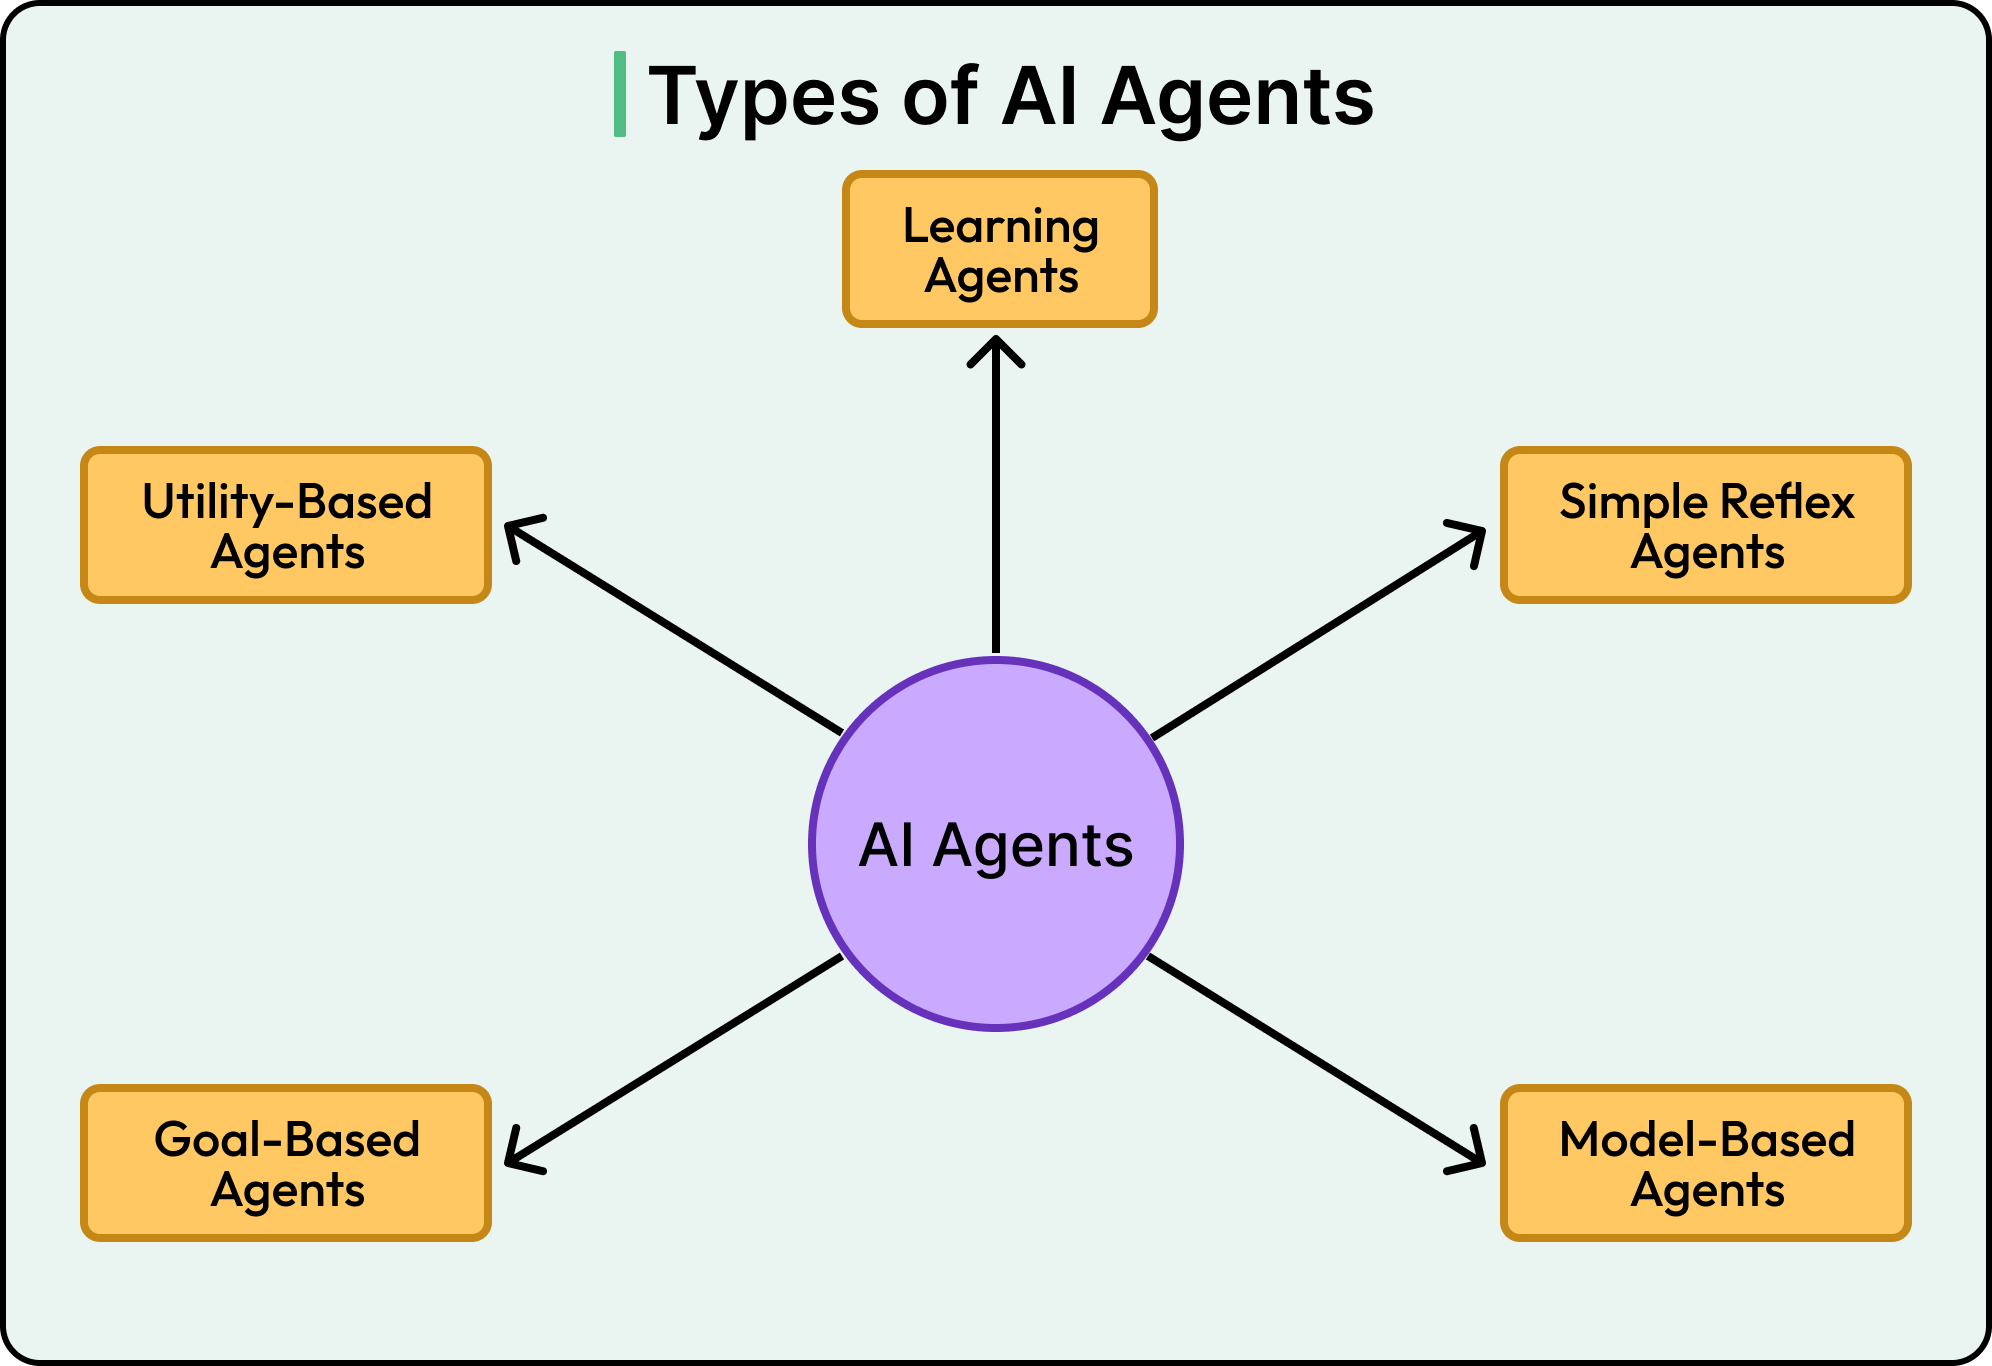 Types of AI Agents
Learning
Agents
Utility-Based
Agents
Simple Reflex
Agents
AI Agents
Goal-Based
Agents
Model-Based
Agents